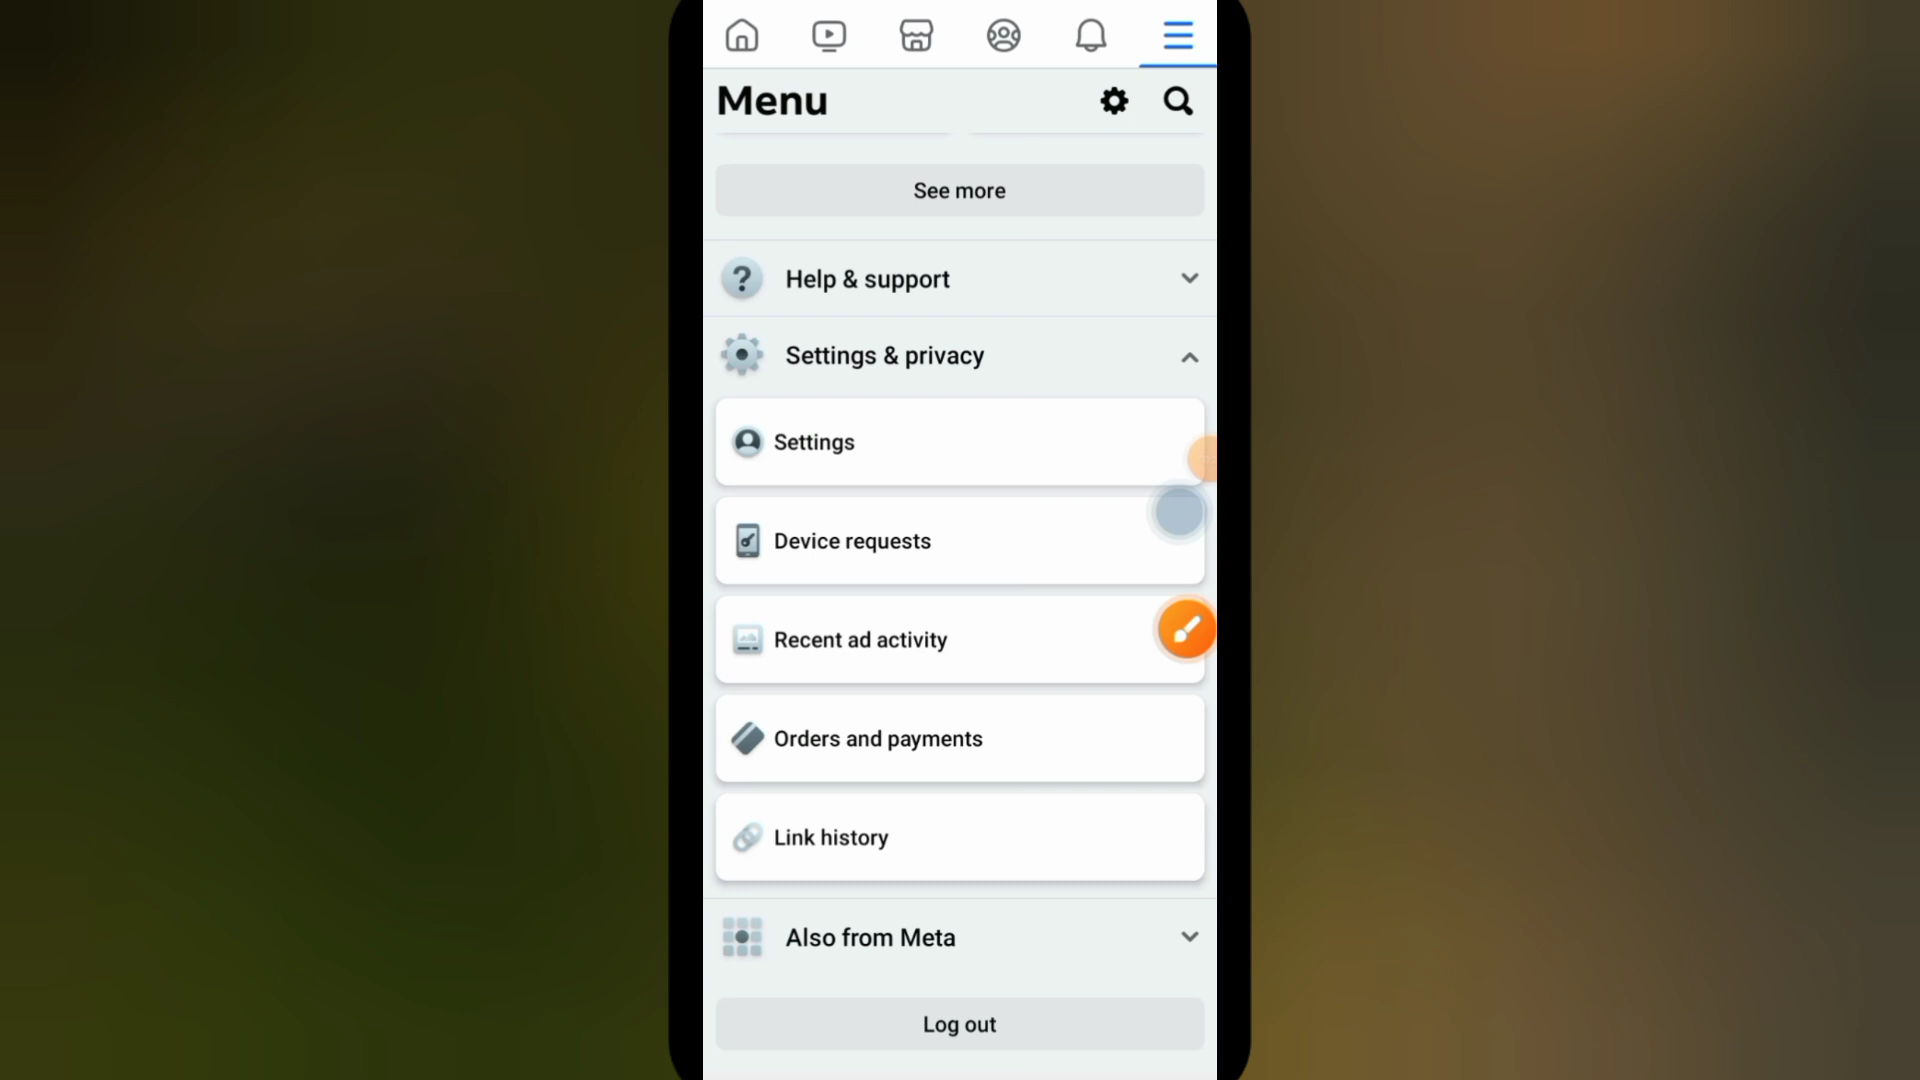 Menu
See more
Help & support
Settings & privacy
Settings
Device requests
Recent ad activity
Orders and payments
Link history
Also from Meta
Log out